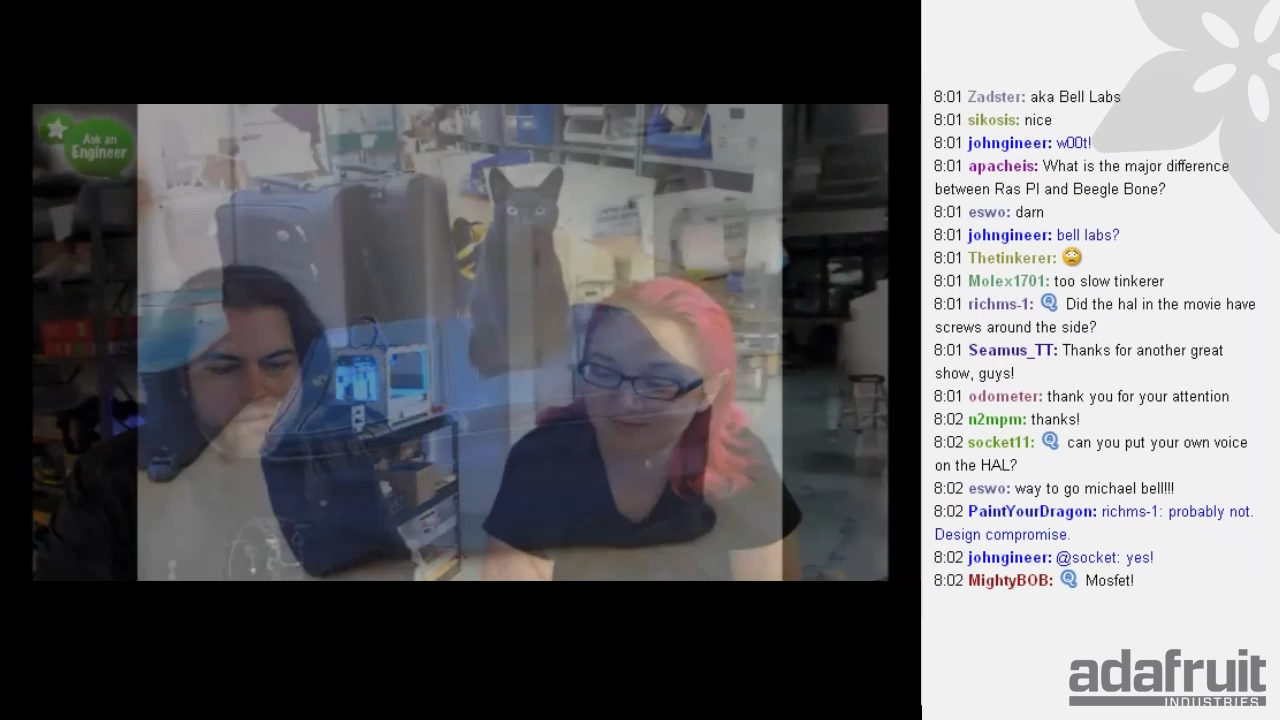 Ask an
Engineer
8:01 Zadster: aka Bell Labs
8:01 sikosis: nice
8:01 johngineer: w00t!
8:01 apacheis: What is the major difference
between Ras PI and Beegle Bone?
8:01 eswo: darn
8:01 johngineer: bell labs?
8:01 Thetinkerer:
8:01 Molex1701: too slow tinkerer
8:01 richms-1: Did the hal in the movie have
screws around the side?
8:01 Seamus_TT: Thanks for another great
show, guys!
8:01 odometer: thank you for your attention
8:02 n2mpm: thanks!
8:02 socket11: can you put your own voice
on the HAL?
8:02 eswo: way to go michael bell!!!!
8:02 PaintYourDragon: richms-1: probably not.
Design compromise.
8:02 johngineer: @socket: yes!
8:02 MightyBOB: Mosfet!
adafruit
INDUSTRIES